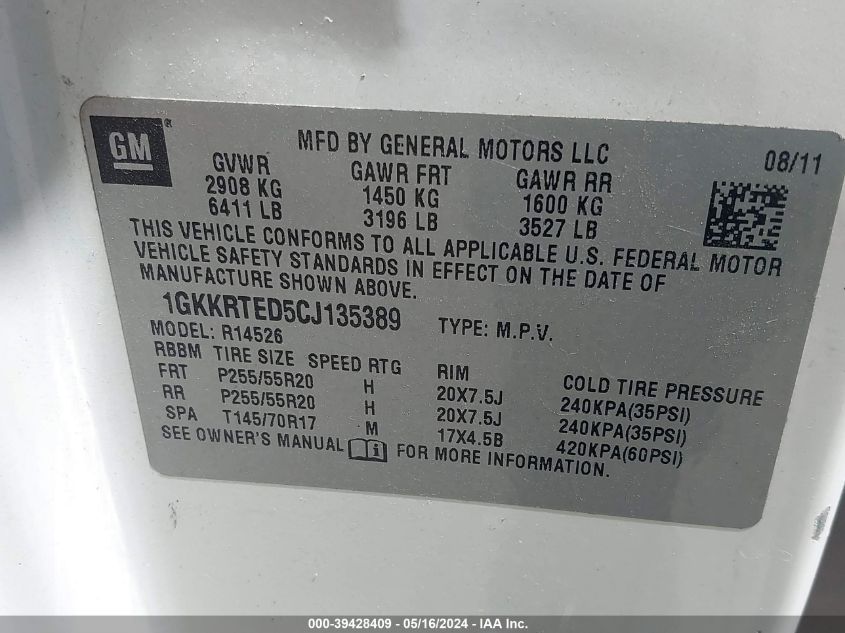 GM®
MFD BY GENERAL MOTORS LLC 08/11
GVWR GAWR FRT GAWR RR
2908 KG 1450 KG 1600 KG
6411 LB 3196 LB 3527 LB
THIS VEHICLE CONFORMS TO ALL APPLICABLE U.S. FEDERAL MOTOR
VEHICLE SAFETY STANDARDS IN EFFECT ON THE DATE OF
MANUFACTURE SHOWN ABOVE.
1GKKRTED5CJ135389 TYPE: M.P.V.
MODEL: R14526
RBBM TIRE SIZE SPEED RTG RIM COLD TIRE PRESSURE
FRT P255/55R20 H 20X7.5J 240KPA(35PSI)
RR P255/55R20 H 20X7.5J 240KPA(35PSI)
SPA T145/70R17 M 17X4.5B 420KPA(60PSI)
SEE OWNER'S MANUAL FOR MORE INFORMATION.
000-39428409 - 05/16/2024 - IAA Inc.